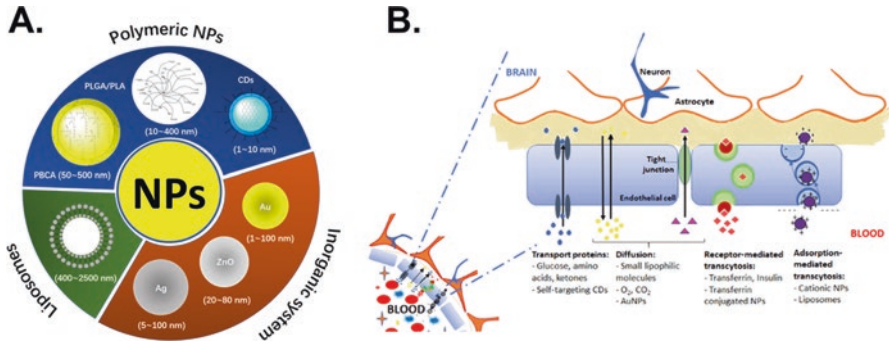 A.
Polymeric NPs
PLGA/PLA
CDs
(10~400 nm)
(1~10 nm)
PBCA (50~500 nm)
NPs
Au
(1~100 nm)
ZnO
(20~80 nm)
Ag
(5~100 nm)
(400~2500 nm)
Liposomes
Inorganic system
B.
BRAIN
Neuron
Astrocyte
Tight
junction
Endothelial cell
BLOOD
BLOOD
Transport proteins:
- Glucose, amino
acids, ketones
- Self-targeting CDs
Diffusion:
- Small lipophilic
molecules
- O₂, CO₂
- AuNPs
Receptor-mediated
transcytosis:
- Transferrin, Insulin
- Transferrin
conjugated NPs
Adsorption-
mediated
transcytosis:
- Cationic NPs
- Liposomes